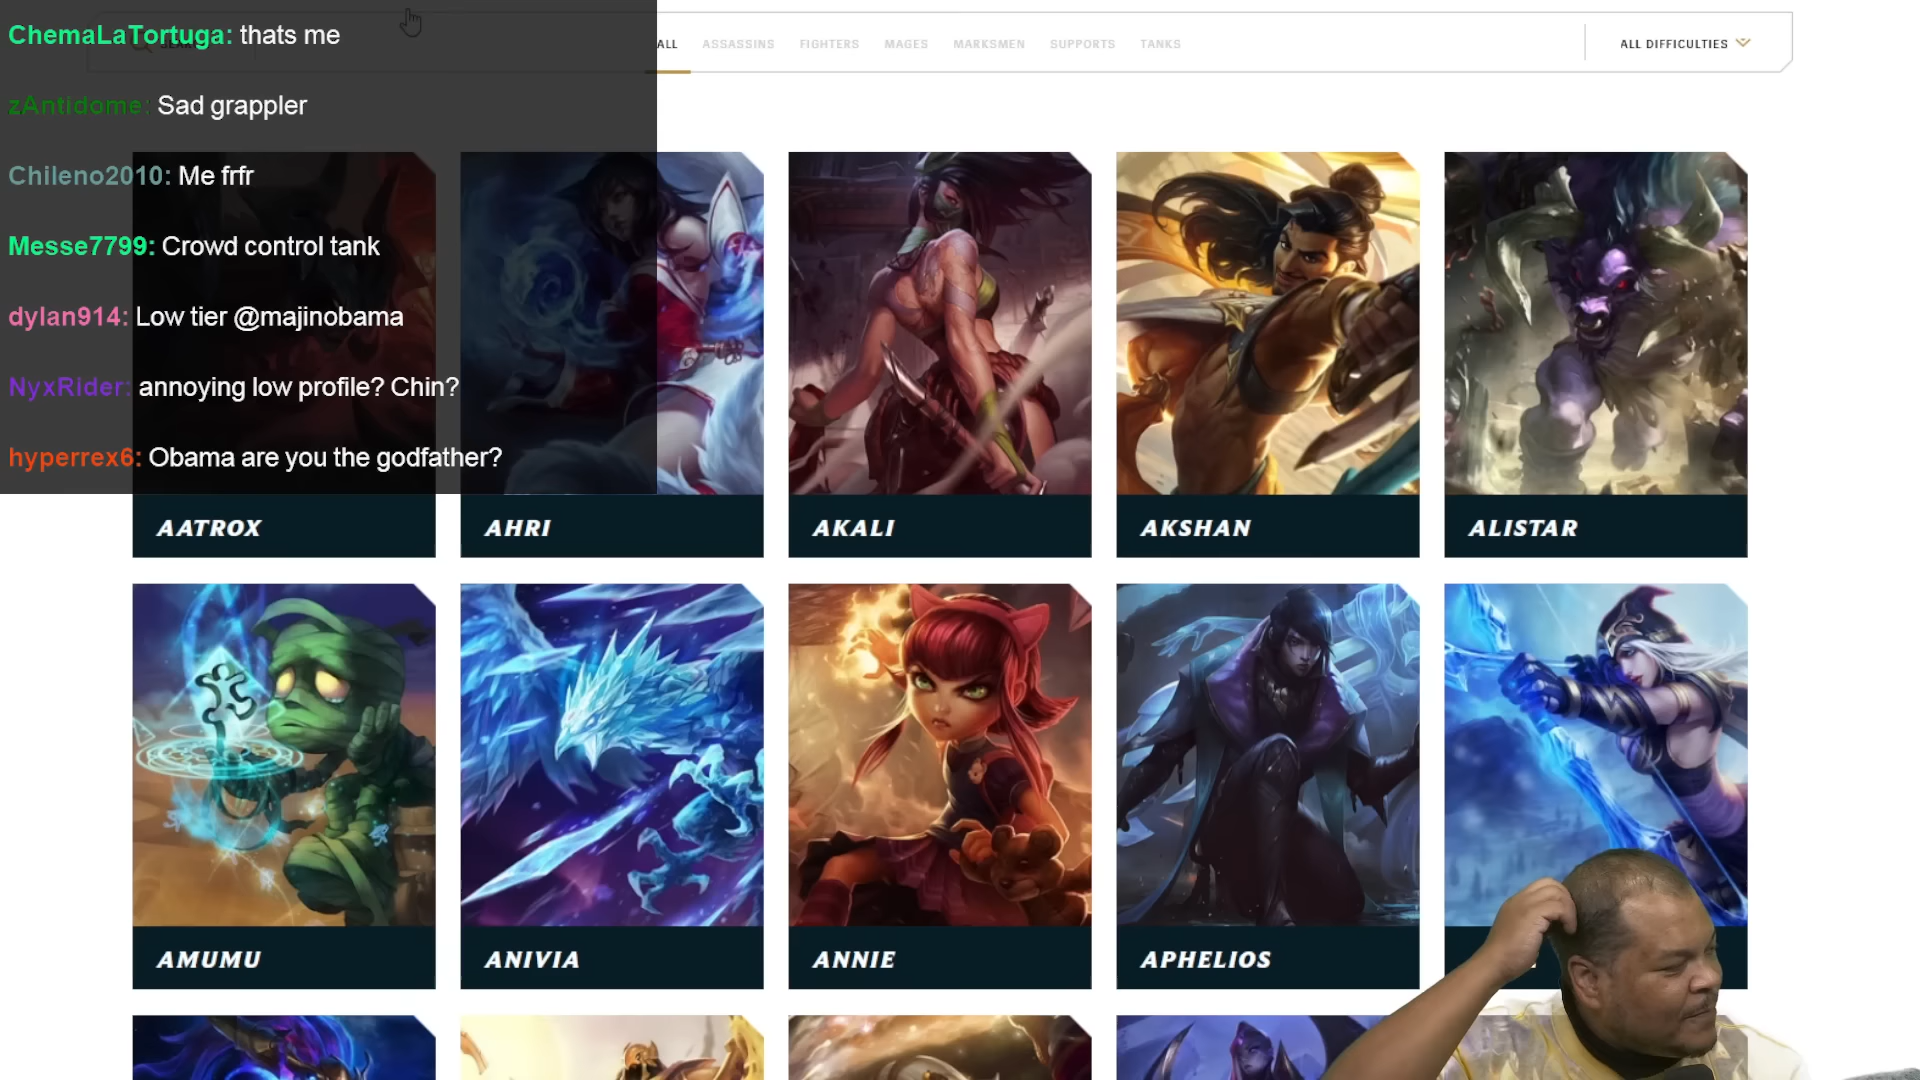 ChemaLaTortuga: thats me
ALL ASSASSINS FIGHTERS MAGES MARKSMEN SUPPORTS TANKS ALL DIFFICULTIES
zAntidome: Sad grappler
Chileno2010: Me frfr
Messe7799: Crowd control tank
dylan914: Low tier @majinobama
NyxRider: annoying low profile? Chin?
hyperrex6: Obama are you the godfather?
AATROX AHRI AKALI AKSHAN ALISTAR
AMUMU ANIVIA ANNIE APHELIOS